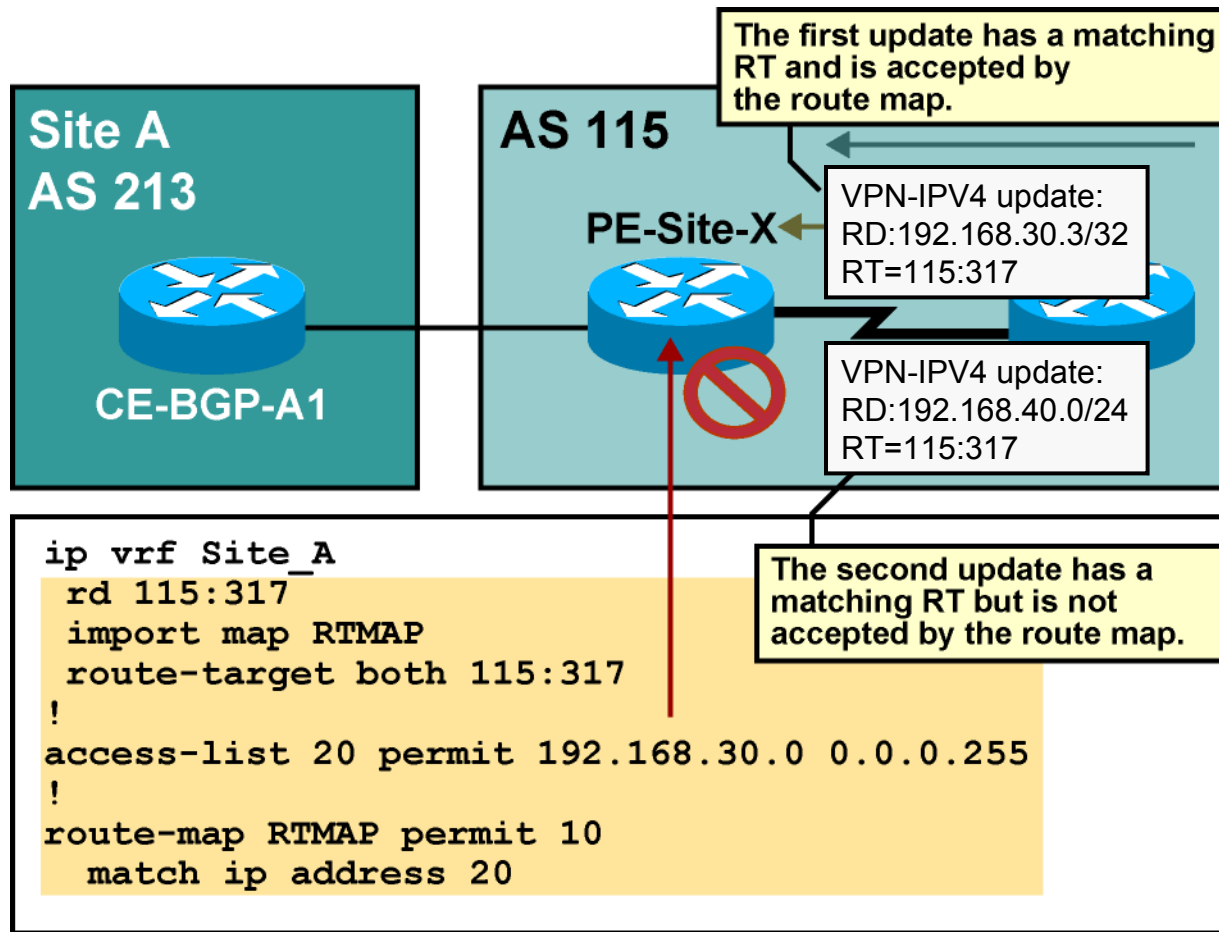 The first update has a matching
RT and is accepted by
the route map.
Site A
AS 213
AS 115
PE-Site-X
VPN-IPV4 update:
RD:192.168.30.3/32
RT=115:317
CE-BGP-A1
VPN-IPV4 update:
RD:192.168.40.0/24
RT=115:317
The second update has a
matching RT but is not
accepted by the route map.
ip vrf Site_A
rd 115:317
import map RTMAP
route-target both 115:317
!
access-list 20 permit 192.168.30.0 0.0.0.255
!
route-map RTMAP permit 10
match ip address 20